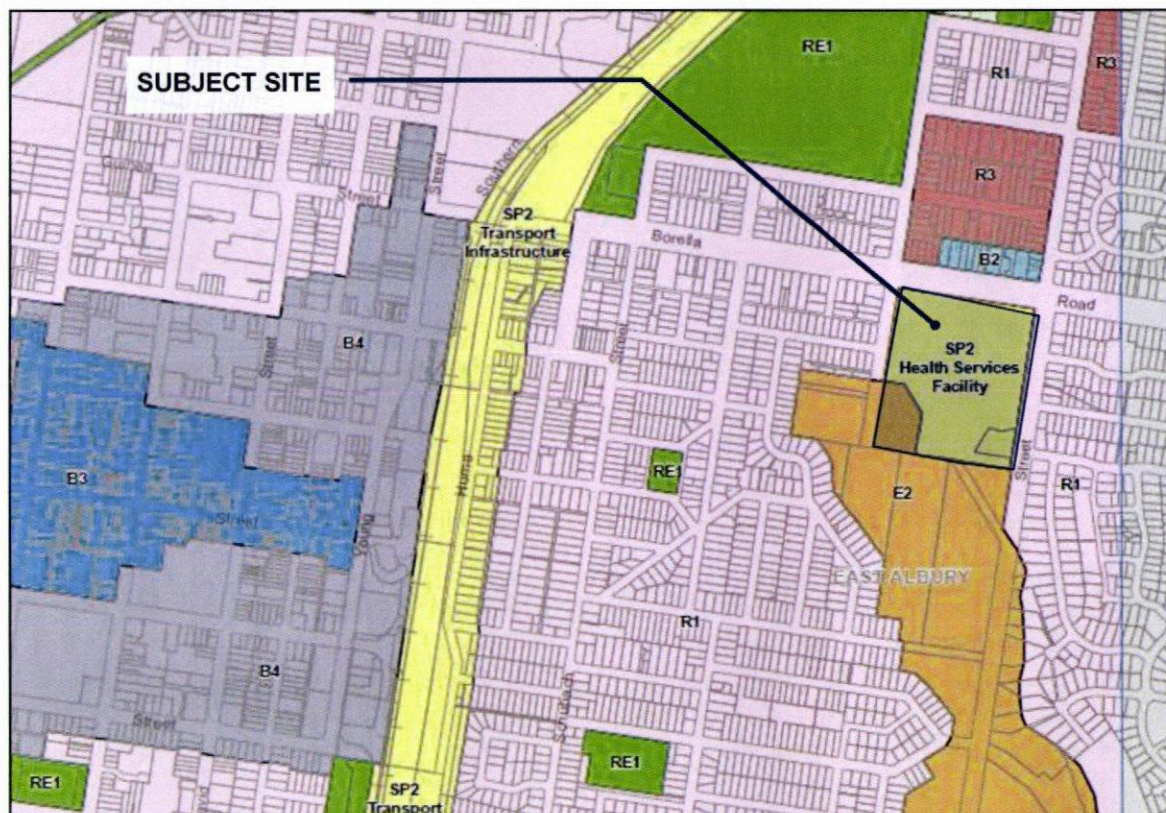 RE1
R1
R3
SUBJECT SITE
R3
Street
Southern
Street
SP2
Transport
Infrastructure
Borella
B2
Road
B4
Street
Street
SP2
Health Services
Facility
B3
Street
Young
Hume
RE1
E2
Street
R1
EAST ALBURY
R1
B4
Street
RE1
RE1
SP2
Transport